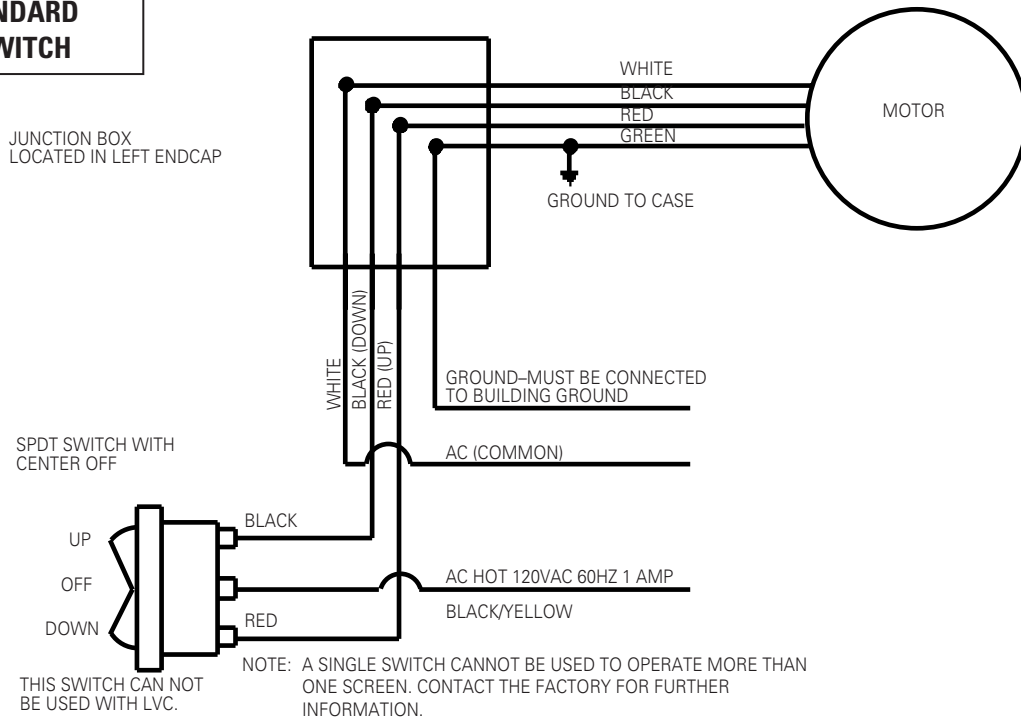 NDARD
WITCH
WHITE
BLACK
RED
GREEN
MOTOR
JUNCTION BOX
LOCATED IN LEFT ENDCAP
GROUND TO CASE
WHITE
BLACK (DOWN)
RED (UP)
GROUND–MUST BE CONNECTED
TO BUILDING GROUND
SPDT SWITCH WITH
CENTER OFF
AC (COMMON)
UP
BLACK
OFF
AC HOT 120VAC 60HZ 1 AMP
BLACK/YELLOW
DOWN
RED
THIS SWITCH CAN NOT
BE USED WITH LVC.
NOTE: A SINGLE SWITCH CANNOT BE USED TO OPERATE MORE THAN
ONE SCREEN. CONTACT THE FACTORY FOR FURTHER
INFORMATION.